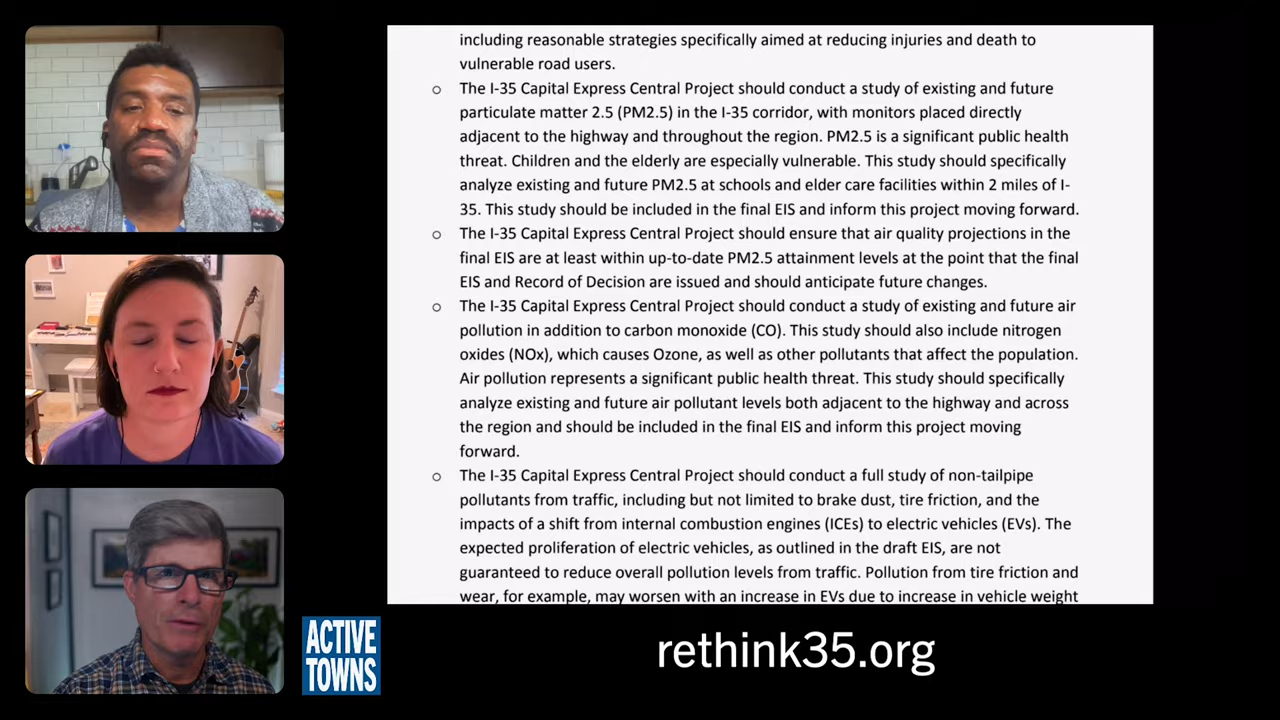 including reasonable strategies specifically aimed at reducing injuries and death to
vulnerable road users.
o The I-35 Capital Express Central Project should conduct a study of existing and future
particulate matter 2.5 (PM2.5) in the I-35 corridor, with monitors placed directly
adjacent to the highway and throughout the region. PM2.5 is a significant public health
threat. Children and the elderly are especially vulnerable. This study should specifically
analyze existing and future PM2.5 at schools and elder care facilities within 2 miles of I-
35. This study should be included in the final EIS and inform this project moving forward.
o The I-35 Capital Express Central Project should ensure that air quality projections in the
final EIS are at least within up-to-date PM2.5 attainment levels at the point that the final
EIS and Record of Decision are issued and should anticipate future changes.
o The I-35 Capital Express Central Project should conduct a study of existing and future air
pollution in addition to carbon monoxide (CO). This study should also include nitrogen
oxides (NOx), which causes Ozone, as well as other pollutants that affect the population.
Air pollution represents a significant public health threat. This study should specifically
analyze existing and future air pollutant levels both adjacent to the highway and across
the region and should be included in the final EIS and inform this project moving
forward.
o The I-35 Capital Express Central Project should conduct a full study of non-tailpipe
pollutants from traffic, including but not limited to brake dust, tire friction, and the
impacts of a shift from internal combustion engines (ICEs) to electric vehicles (EVs). The
expected proliferation of electric vehicles, as outlined in the draft EIS, are not
guaranteed to reduce overall pollution levels from traffic. Pollution from tire friction and
wear, for example, may worsen with an increase in EVs due to increase in vehicle weight
ACTIVE
TOWNS
rethink35.org